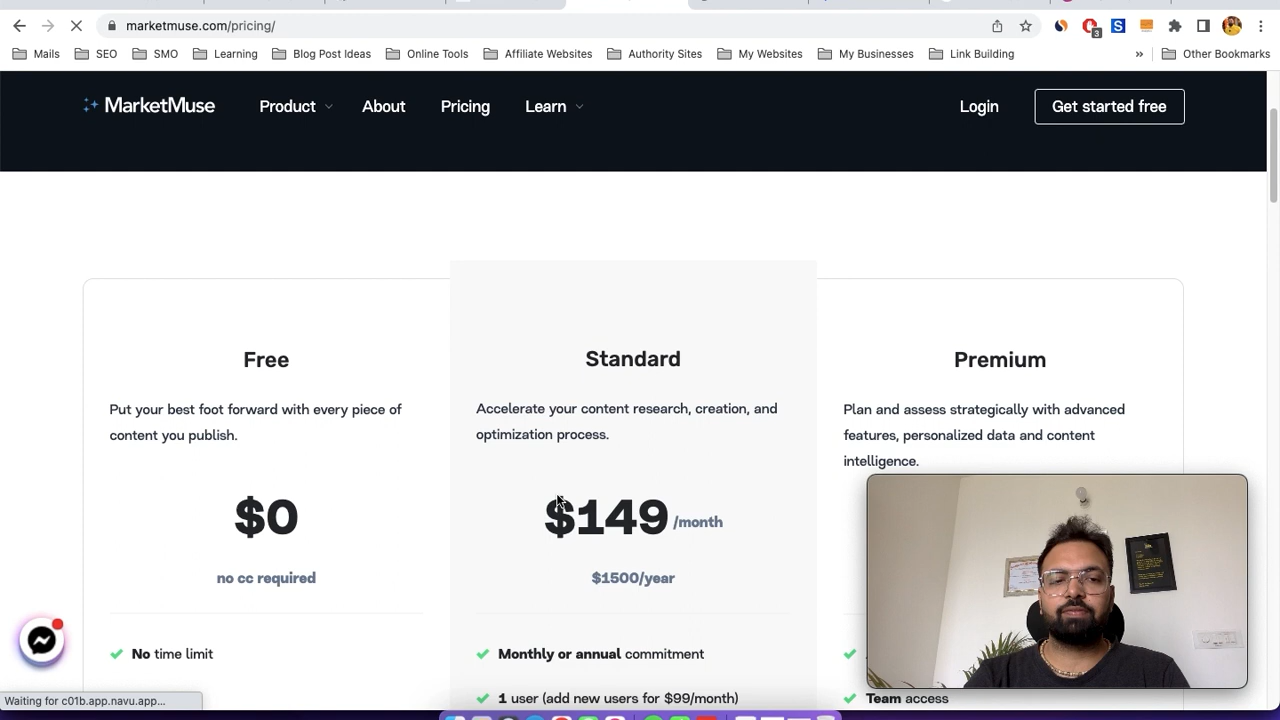 marketmuse.com/pricing/
3
Mails
SEO
SMO
Learning
Blog Post Ideas
Online Tools
Affiliate Websites
Authority Sites
My Websites
My Businesses
Link Building
»
Other Bookmarks
MarketMuse
Product
About
Pricing
Learn
Login
Get started free
Free
Put your best foot forward with every piece of
content you publish.
$0
no cc required
No time limit
Standard
Accelerate your content research, creation, and
optimization process.
$149 /month
$1500/year
Monthly or annual commitment
1 user (add new users for $99/month)
Premium
Plan and assess strategically with advanced
features, personalized data and content
intelligence.
Team access
Waiting for c01b.app.navu.app...